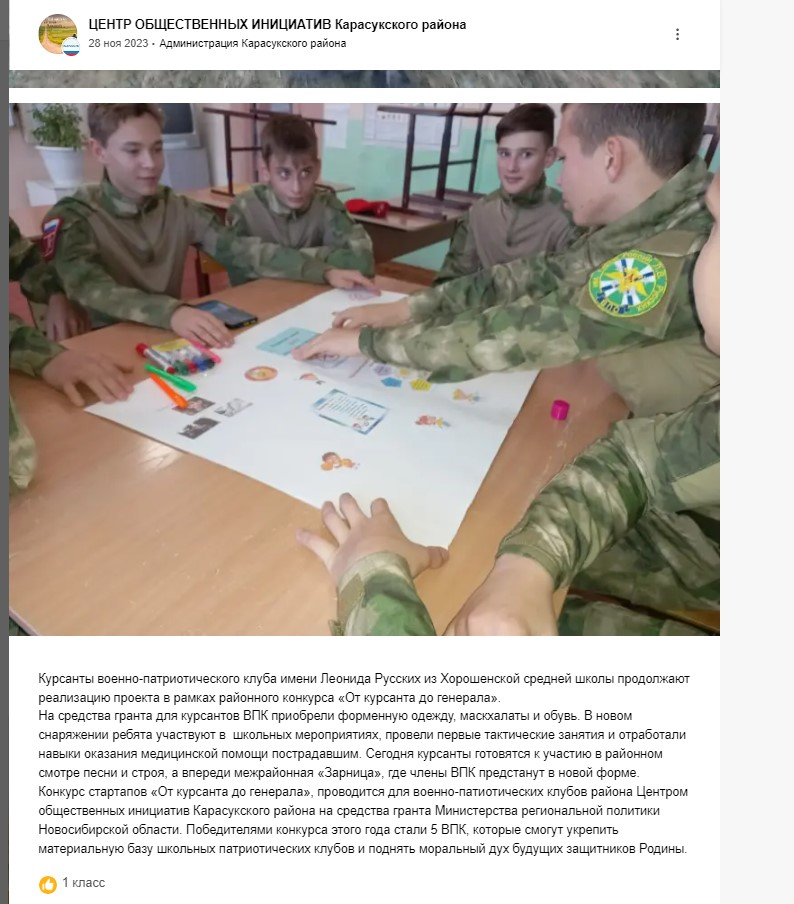 ЦЕНТР ОБЩЕСТВЕННЫХ ИНИЦИАТИВ Карасукского района
28 ноя 2023 · Администрация Карасукского района
Курсанты военно-патриотического клуба имени Леонида Русских из Хорошенской средней школы продолжают
реализацию проекта в рамках районного конкурса «От курсанта до генерала».
На средства гранта для курсантов ВПК приобрели форменную одежду, маскхалаты и обувь. В новом
снаряжении ребята участвуют в  школьных мероприятиях, провели первые тактические занятия и отработали
навыки оказания медицинской помощи пострадавшим. Сегодня курсанты готовятся к участию в районном
смотре песни и строя, а впереди межрайонная «Зарница», где члены ВПК предстанут в новой форме.
Конкурс стартапов «От курсанта до генерала», проводится для военно-патиотических клубов района Центром
общественных инициатив Карасукского района на средства гранта Министерства региональной политики
Новосибирской области. Победителями конкурса этого года стали 5 ВПК, которые смогут укрепить
материальную базу школьных патриотических клубов и поднять моральный дух будущих защитников Родины.
1 класс